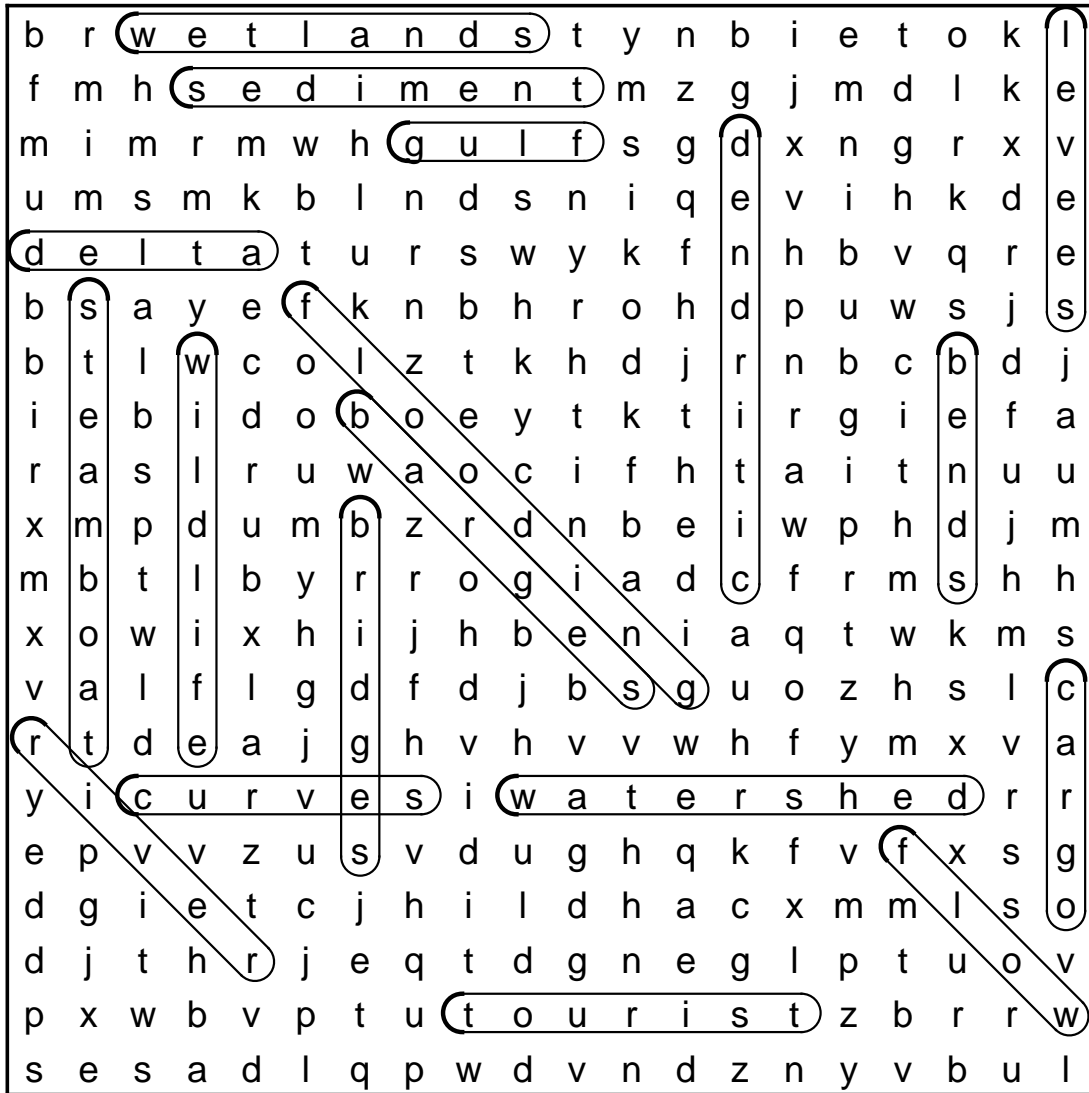 b r w e t l a n d s t y n b i e t o k l
f m h s e d i m e n t m z g j m d l k e
m i m r m w h g u l f s g d x n g r x v
u m s m k b l n d s n i q e v i h k d e
d e l t a t u r s w y k f n h b v q r e
b s a y e f k n b h r o h d p u w s j s
b t l w c o l z t k h d j r n b c b d j
i e b i d o b o e y t k t i r g i e f a
r a s l r u w a o c i f h t a i t n u u
x m p d u m b z r d n b e i w p h d j m
m b t l b y r r o g i a d c f r m s h h
x o w i x h i j h b e n i a q t w k m s
v a l f l g d f d j b s g u o z h s l c
r t d e a j g h v h v v w h f y m x v a
y i c u r v e s i w a t e r s h e d r r
e p v v z u s v d u g h q k f v f x s g
d g i e t c j h i l d h a c x m m l s o
d j t h r j e q t d g n e g l p t u o v
p x w b v p t u t o u r i s t z b r r w
s e s a d l q p w d v n d z n y v b u l